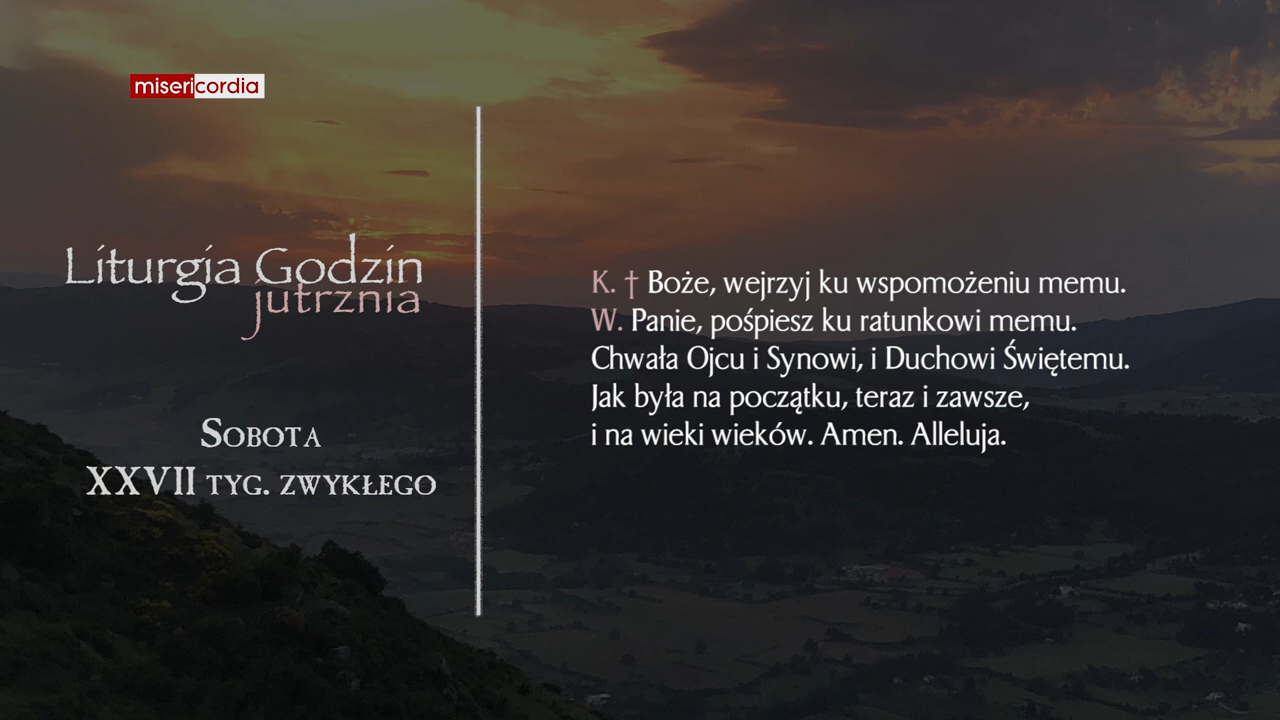 misericordia
Liturgia Godzin
jutrznia
Sobota
XXVII tyg. zwykłego
K. † Boże, wejrzyj ku wspomożeniu memu.
W. Panie, pośpiesz ku ratunkowi memu.
Chwała Ojcu i Synowi, i Duchowi Świętemu.
Jak była na początku, teraz i zawsze,
i na wieki wieków. Amen. Alleluja.